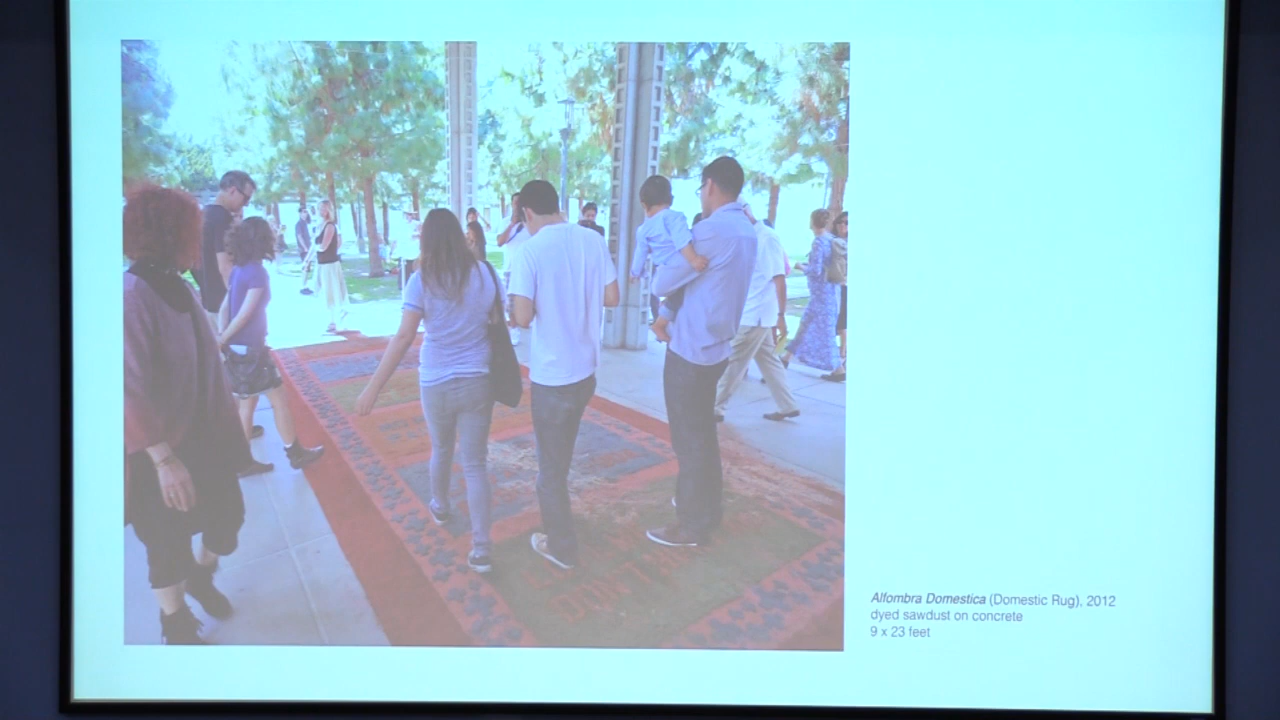 Alfombra Domestica (Domestic Rug), 2012
dyed sawdust on concrete
9 x 23 feet